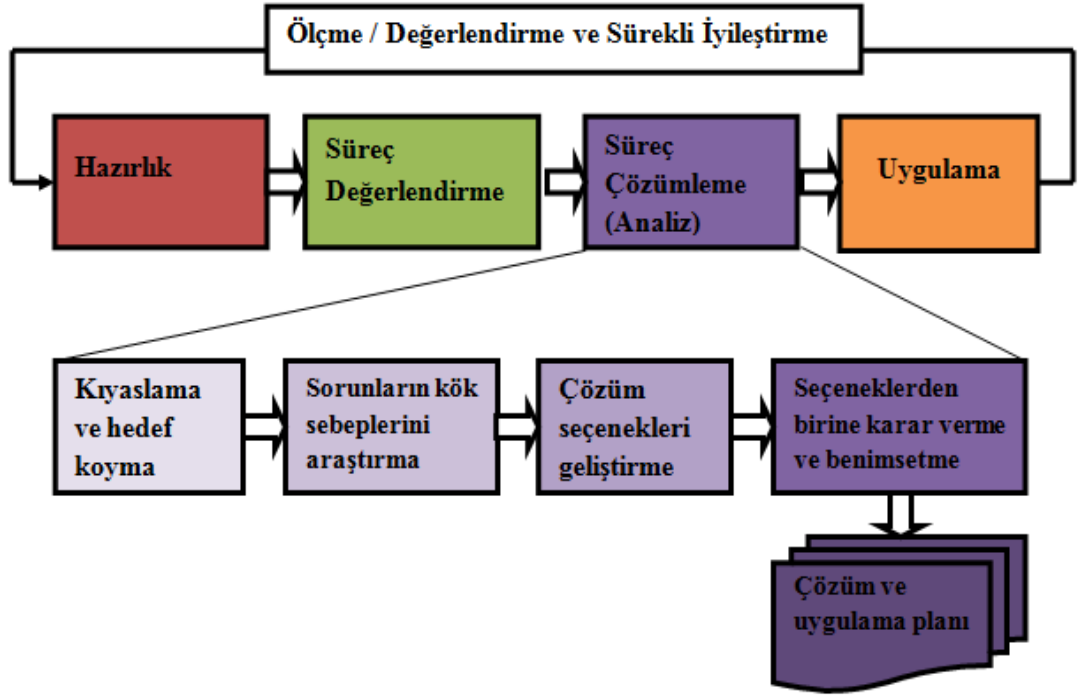 Ölçme / Değerlendirme ve Sürekli İyileştirme
Hazırlık
Süreç
Değerlendirme
Süreç
Çözümleme
(Analiz)
Uygulama
Kıyaslama
ve hedef
koyma
Sorunların kök
sebeplerini
araştırma
Çözüm
seçenekleri
geliştirme
Seçeneklerden
birine karar verme
ve benimsetme
Çözüm ve
uygulama planı